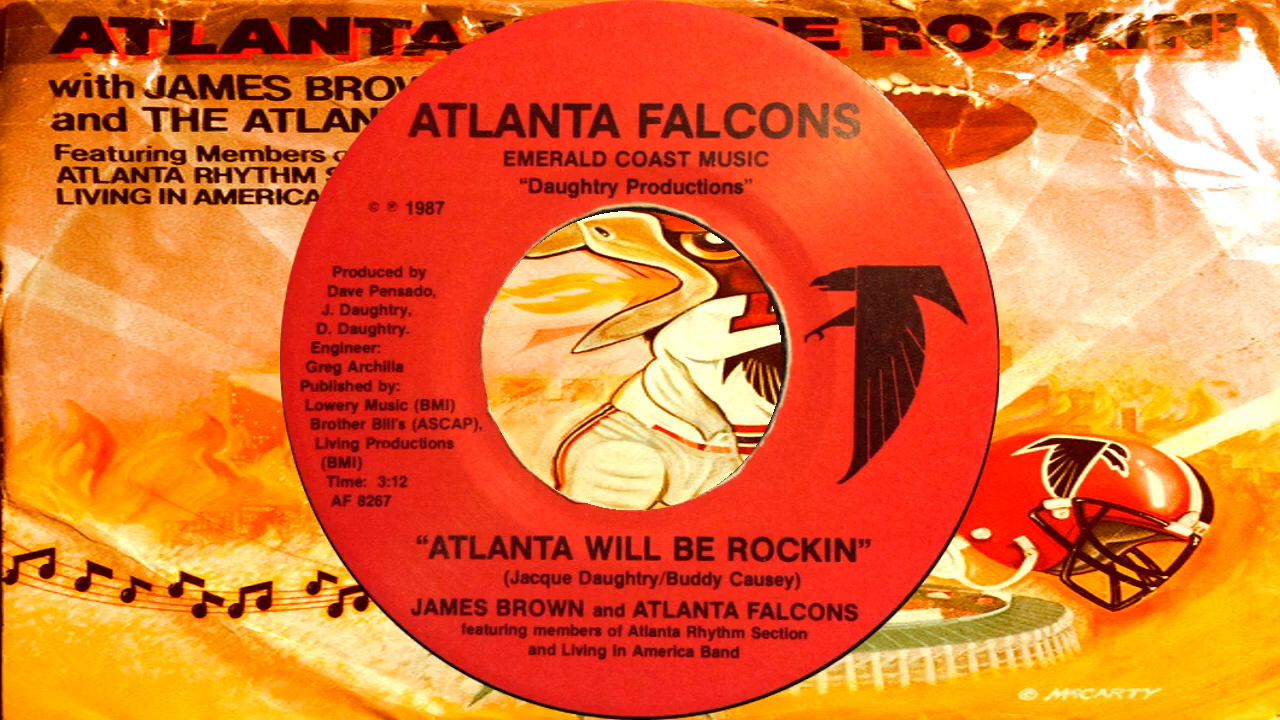 ATLANTA BE ROCKIN'
with JAMES BROW
and THE ATLAN
Featuring Members
ATLANTA RHYTHM S
LIVING IN AMERICA
ATLANTA FALCONS
EMERALD COAST MUSIC
“Daughtry Productions”
© ℗ 1987
Produced by
Dave Pensado,
J. Daughtry,
D. Daughtry.
Engineer:
Greg Archilla
Published by:
Lowery Music (BMI)
Brother Bill's (ASCAP),
Living Productions
(BMI)
Time: 3:12
AF 8267
“ATLANTA WILL BE ROCKIN”
(Jacque Daughtry/Buddy Causey)
JAMES BROWN and ATLANTA FALCONS
featuring members of Atlanta Rhythm Section
and Living in America Band
© McCARTY